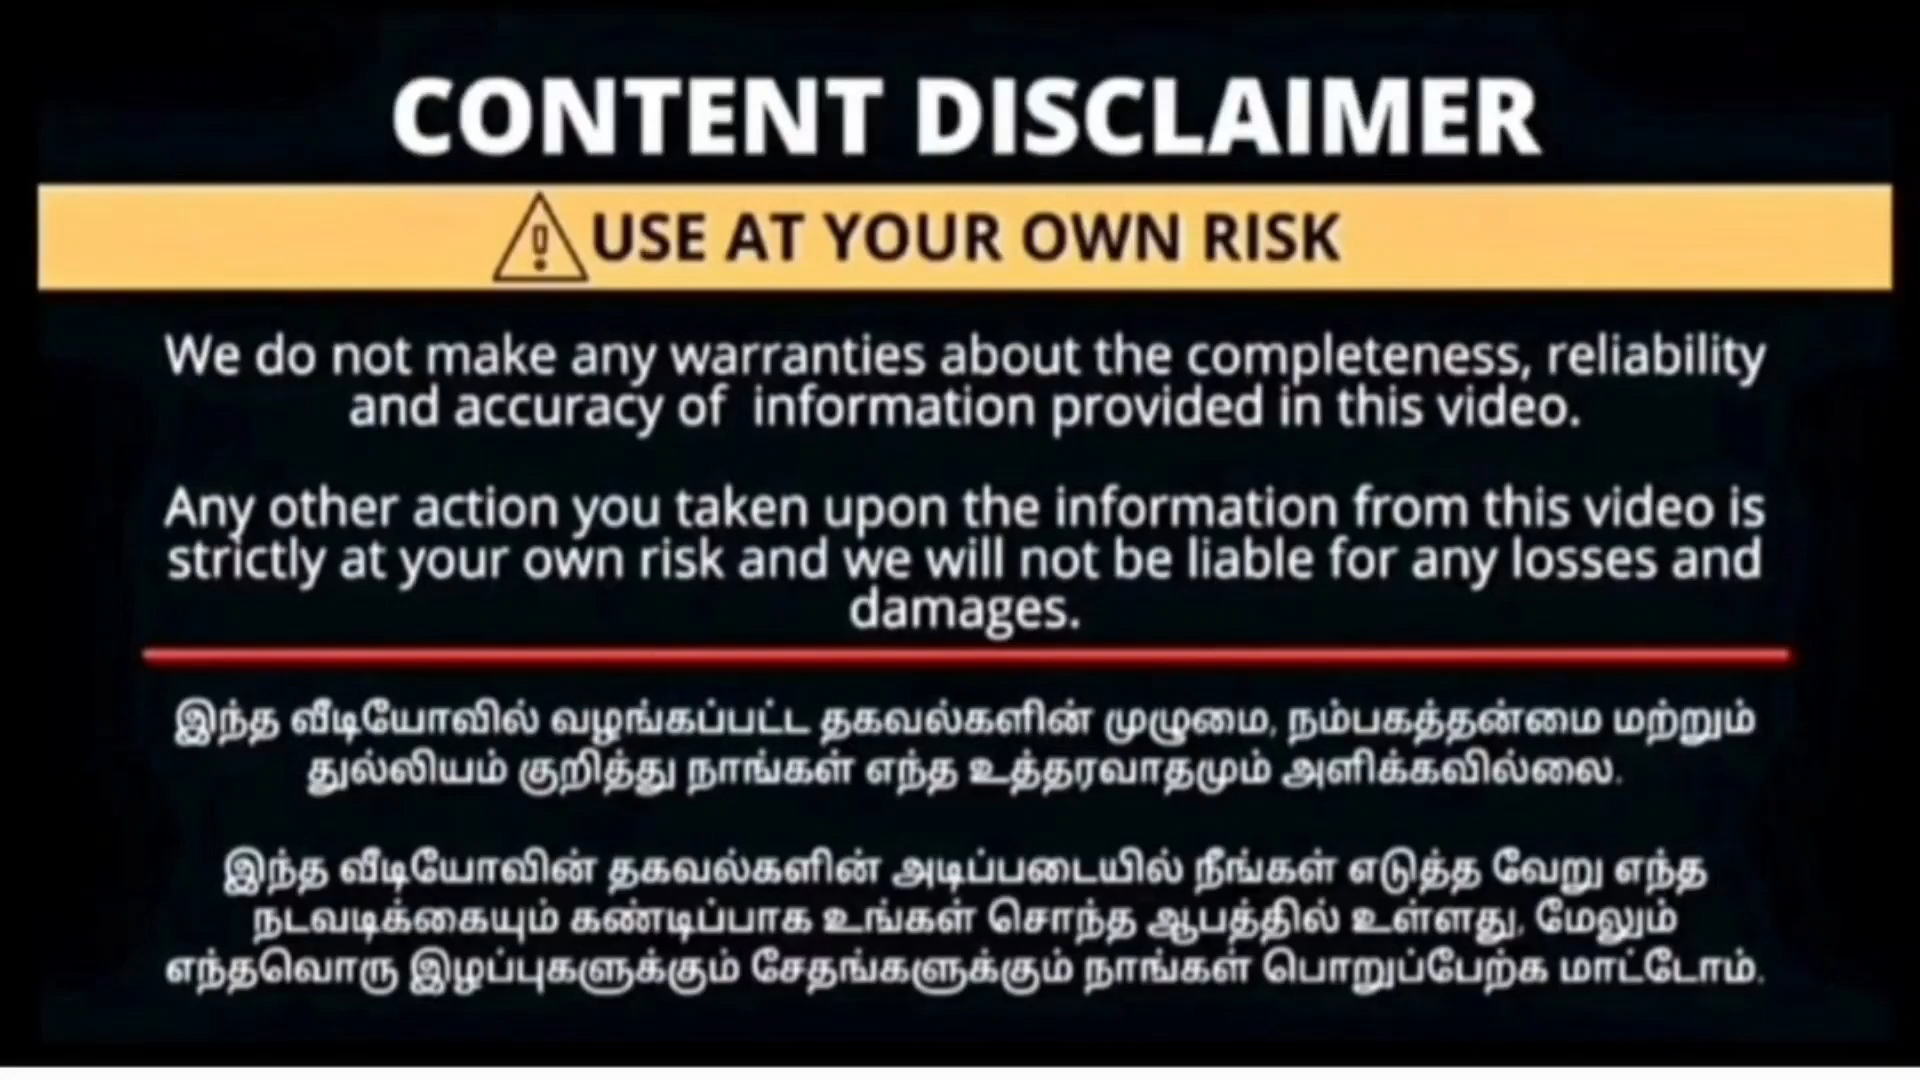 CONTENT DISCLAIMER
USE AT YOUR OWN RISK
We do not make any warranties about the completeness, reliability
and accuracy of information provided in this video.
Any other action you taken upon the information from this video is
strictly at your own risk and we will not be liable for any losses and
damages.
இந்த வீடியோவில் வழங்கப்பட்ட தகவல்களின் முழுமை, நம்பகத்தன்மை மற்றும்
துல்லியம் குறித்து நாங்கள் எந்த உத்தரவாதமும் அளிக்கவில்லை.
இந்த வீடியோவின் தகவல்களின் அடிப்படையில் நீங்கள் எடுத்த வேறு எந்த
நடவடிக்கையும் கண்டிப்பாக உங்கள் சொந்த ஆபத்தில் உள்ளது, மேலும்
எந்தவொரு இழப்புகளுக்கும் சேதங்களுக்கும் நாங்கள் பொறுப்பேற்க மாட்டோம்.